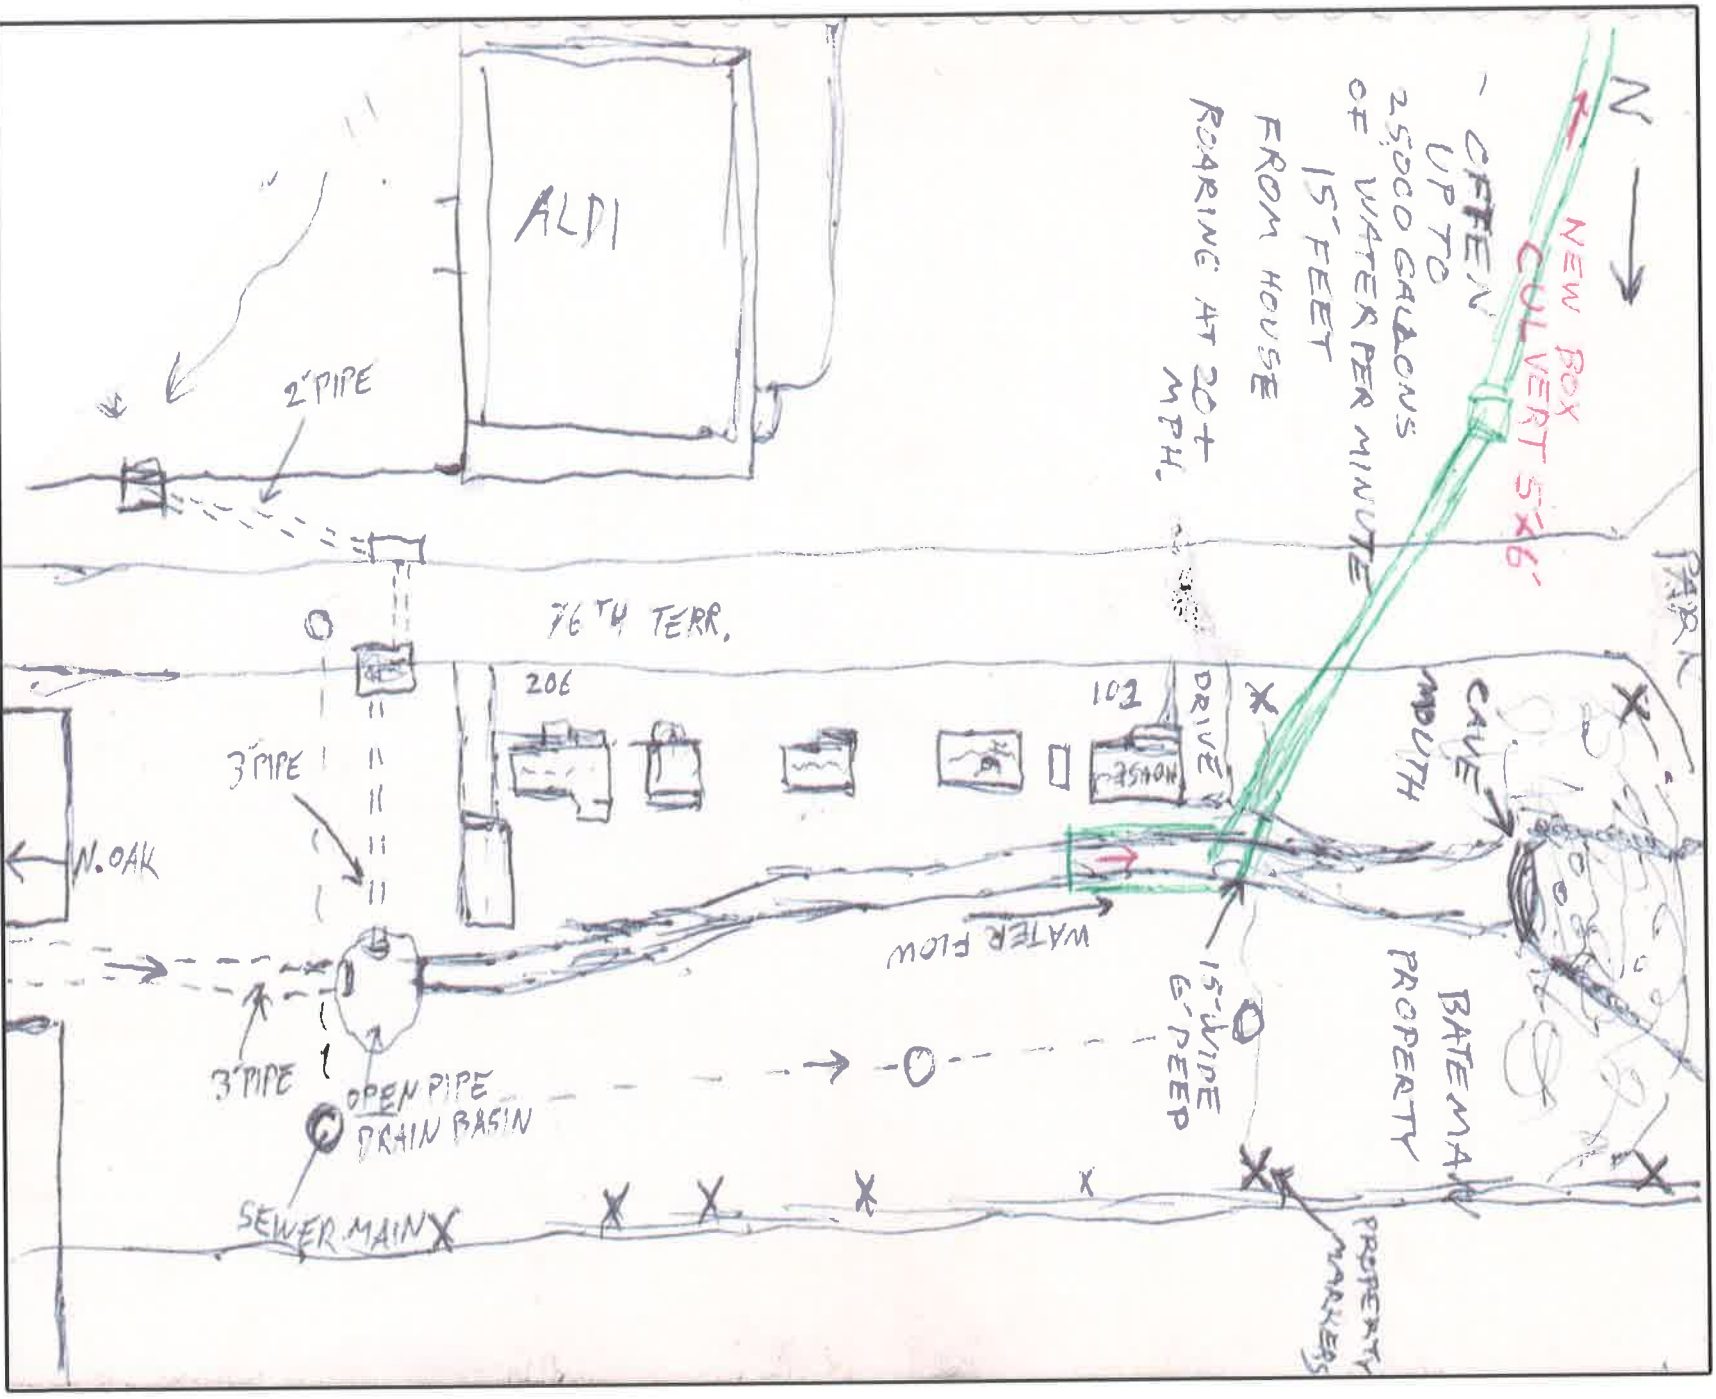 N
NEW BOX
CULVERT 5'X6'
- OFTEN
UP TO
25,000 GALLONS
OF WATER PER MINUTE
15' FEET
FROM HOUSE
ROARING AT 20+
MPH.
PARK
ALDI
2' PIPE
76TH TERR.
206
102
DRIVE
HOUSE
CAVE
MOUTH
3' PIPE
N. OAK
WATER FLOW
15' WIDE
6' DEEP
BATEMAN
PROPERTY
3' PIPE
OPEN PIPE
DRAIN BASIN
SEWER MAIN
PROPERTY
MARKERS